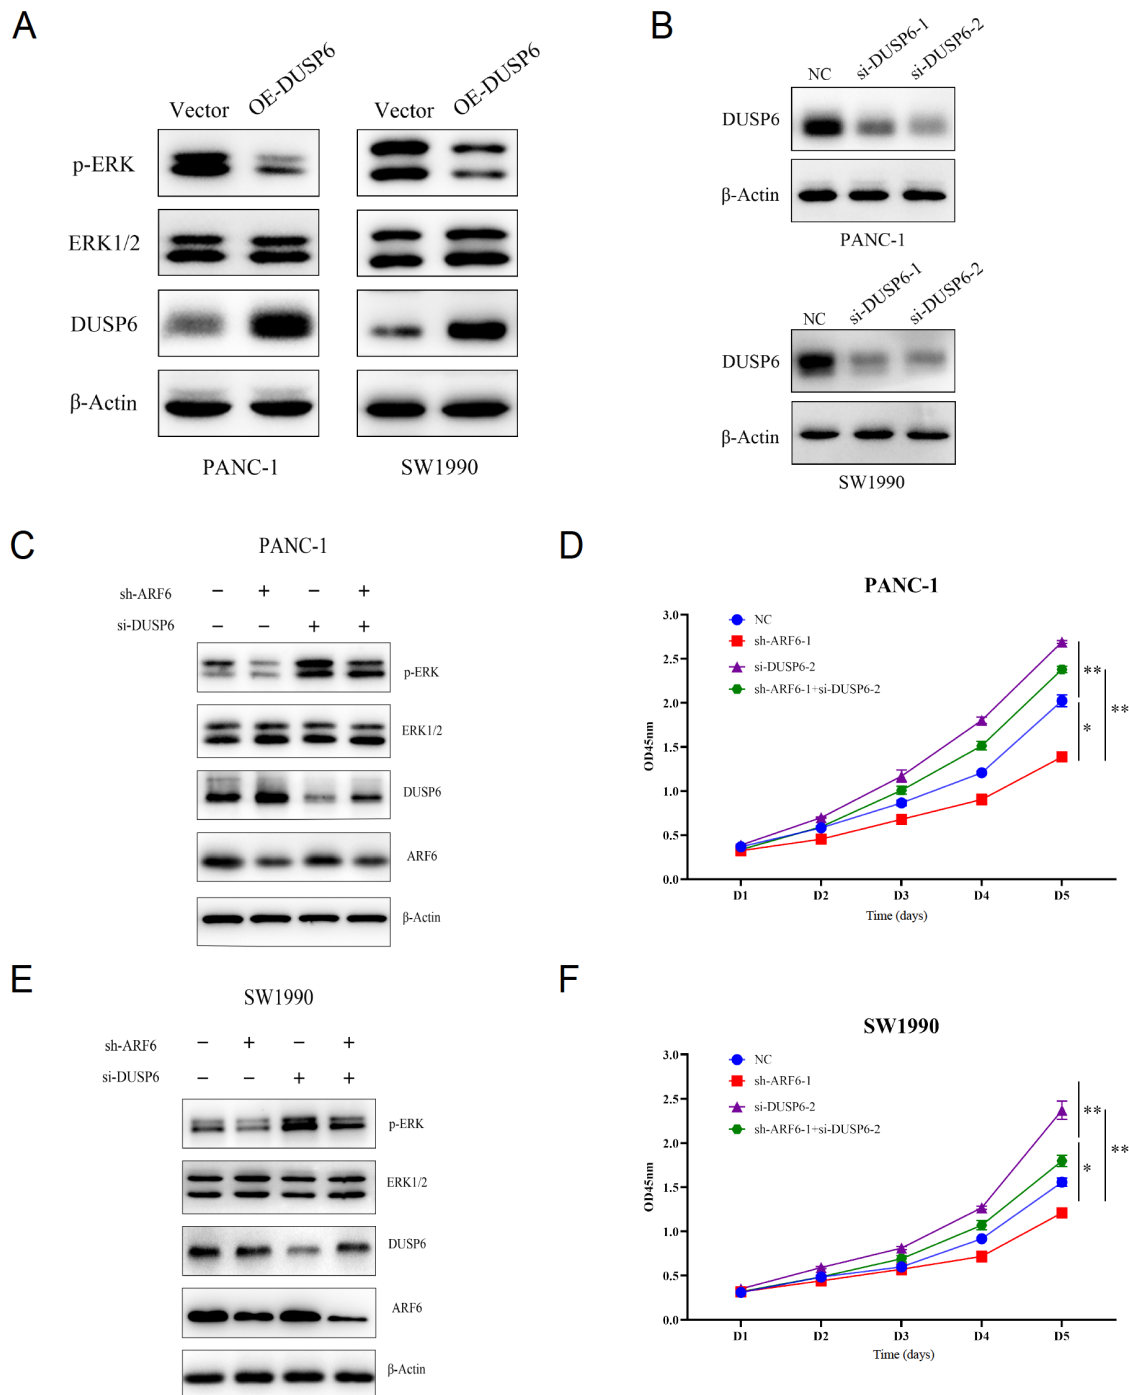 A
Vector OE-DUSP6 Vector OE-DUSP6
p-ERK
ERK1/2
DUSP6
β-Actin
PANC-1 SW1990
B
NC si-DUSP6-1 si-DUSP6-2
DUSP6
β-Actin
PANC-1
NC si-DUSP6-1 si-DUSP6-2
DUSP6
β-Actin
SW1990
C
PANC-1
sh-ARF6 − + − +
si-DUSP6 − − + +
p-ERK
ERK1/2
DUSP6
ARF6
β-Actin
D
PANC-1
NC
sh-ARF6-1
si-DUSP6-2
sh-ARF6-1+si-DUSP6-2
OD45nm
3.0
2.5
2.0
1.5
1.0
0.5
0.0
D1 D2 D3 D4 D5
Time (days)
**
*
**
E
SW1990
sh-ARF6 − + − +
si-DUSP6 − − + +
p-ERK
ERK1/2
DUSP6
ARF6
β-Actin
F
SW1990
NC
sh-ARF6-1
si-DUSP6-2
sh-ARF6-1+si-DUSP6-2
OD45nm
3.0
2.5
2.0
1.5
1.0
0.5
0.0
D1 D2 D3 D4 D5
Time (days)
**
*
**